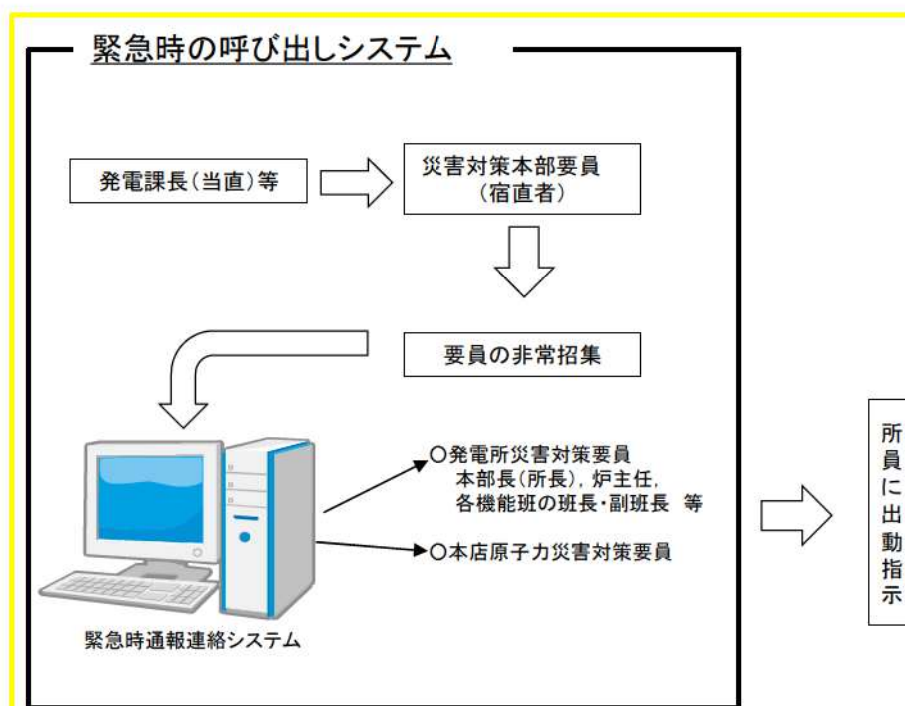 緊急時の呼び出しシステム
発電課長(当直)等
災害対策本部要員
(宿直者)
要員の非常招集
○発電所災害対策要員
本部長(所長),炉主任,
各機能班の班長・副班長 等
○本店原子力災害対策要員
緊急時通報連絡システム
所員に出動指示